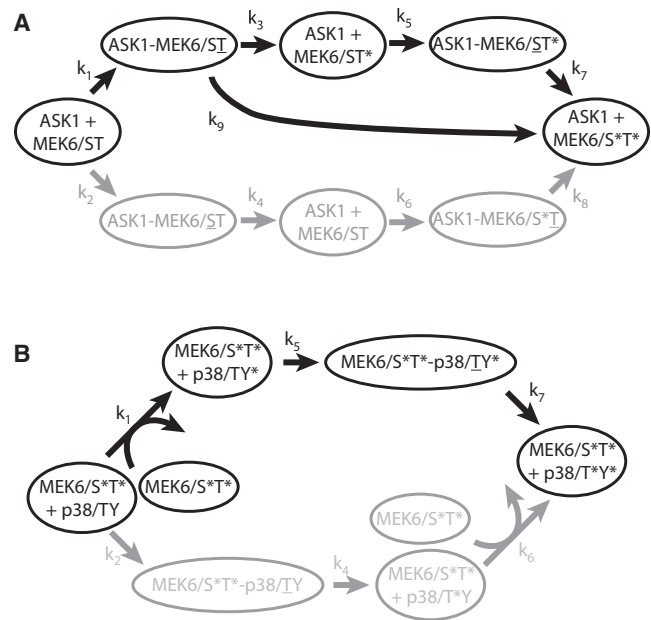 A
ASK1-MEK6/ST
k3
ASK1 +
MEK6/ST*
k5
ASK1-MEK6/ST*
k1
k7
ASK1 +
MEK6/ST
k9
ASK1 +
MEK6/S*T*
k2
ASK1-MEK6/ST
k4
ASK1 +
MEK6/ST
k6
ASK1-MEK6/S*T
k8
B
MEK6/S*T*
+ p38/TY*
k5
MEK6/S*T*-p38/TY*
k1
k7
MEK6/S*T*
+ p38/TY
MEK6/S*T*
MEK6/S*T*
+ p38/T*Y*
MEK6/S*T*
k2
MEK6/S*T*-p38/TY
k4
MEK6/S*T*
+ p38/T*Y
k6